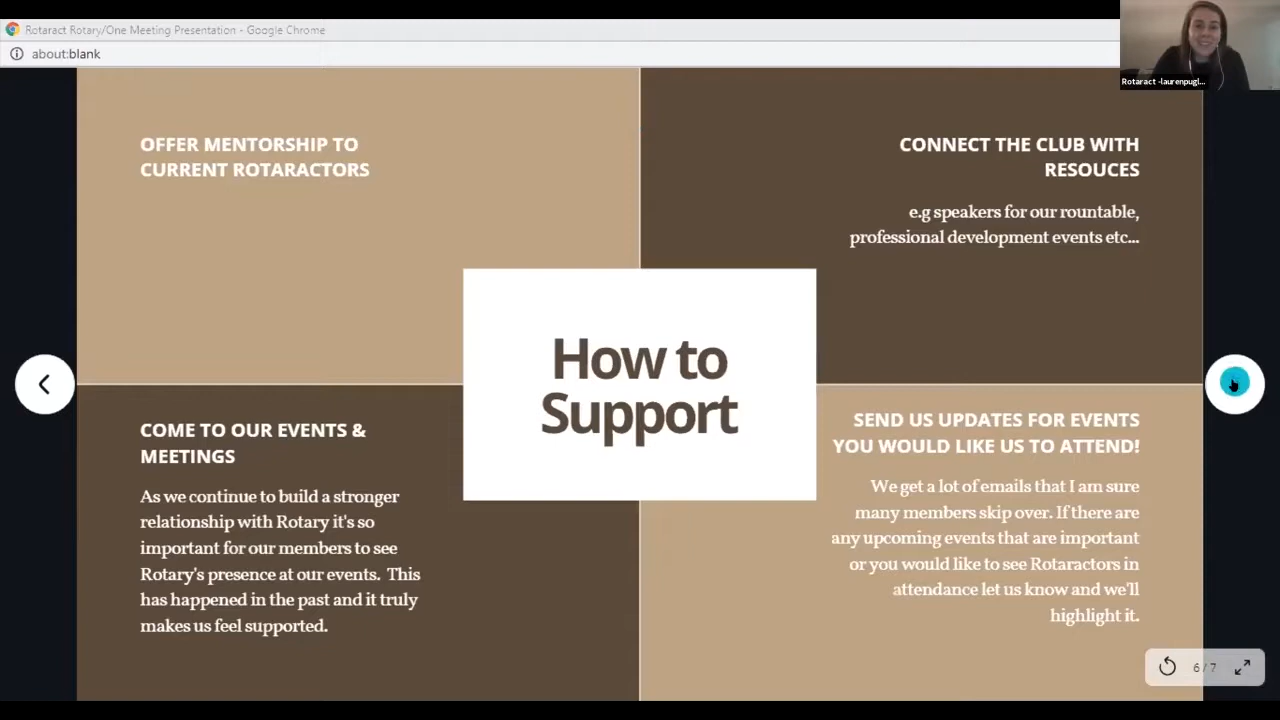 Rotaract Rotary/One Meeting Presentation - Google Chrome
about:blank
Rotaract -laurenpugl...
OFFER MENTORSHIP TO
CURRENT ROTARACTORS
CONNECT THE CLUB WITH
RESOUCES
e.g speakers for our rountable,
professional development events etc...
How to
Support
COME TO OUR EVENTS &
MEETINGS
As we continue to build a stronger
relationship with Rotary it's so
important for our members to see
Rotary's presence at our events.  This
has happened in the past and it truly
makes us feel supported.
SEND US UPDATES FOR EVENTS
YOU WOULD LIKE US TO ATTEND!
We get a lot of emails that I am sure
many members skip over. If there are
any upcoming events that are important
or you would like to see Rotaractors in
attendance let us know and we'll
highlight it.
6 / 7